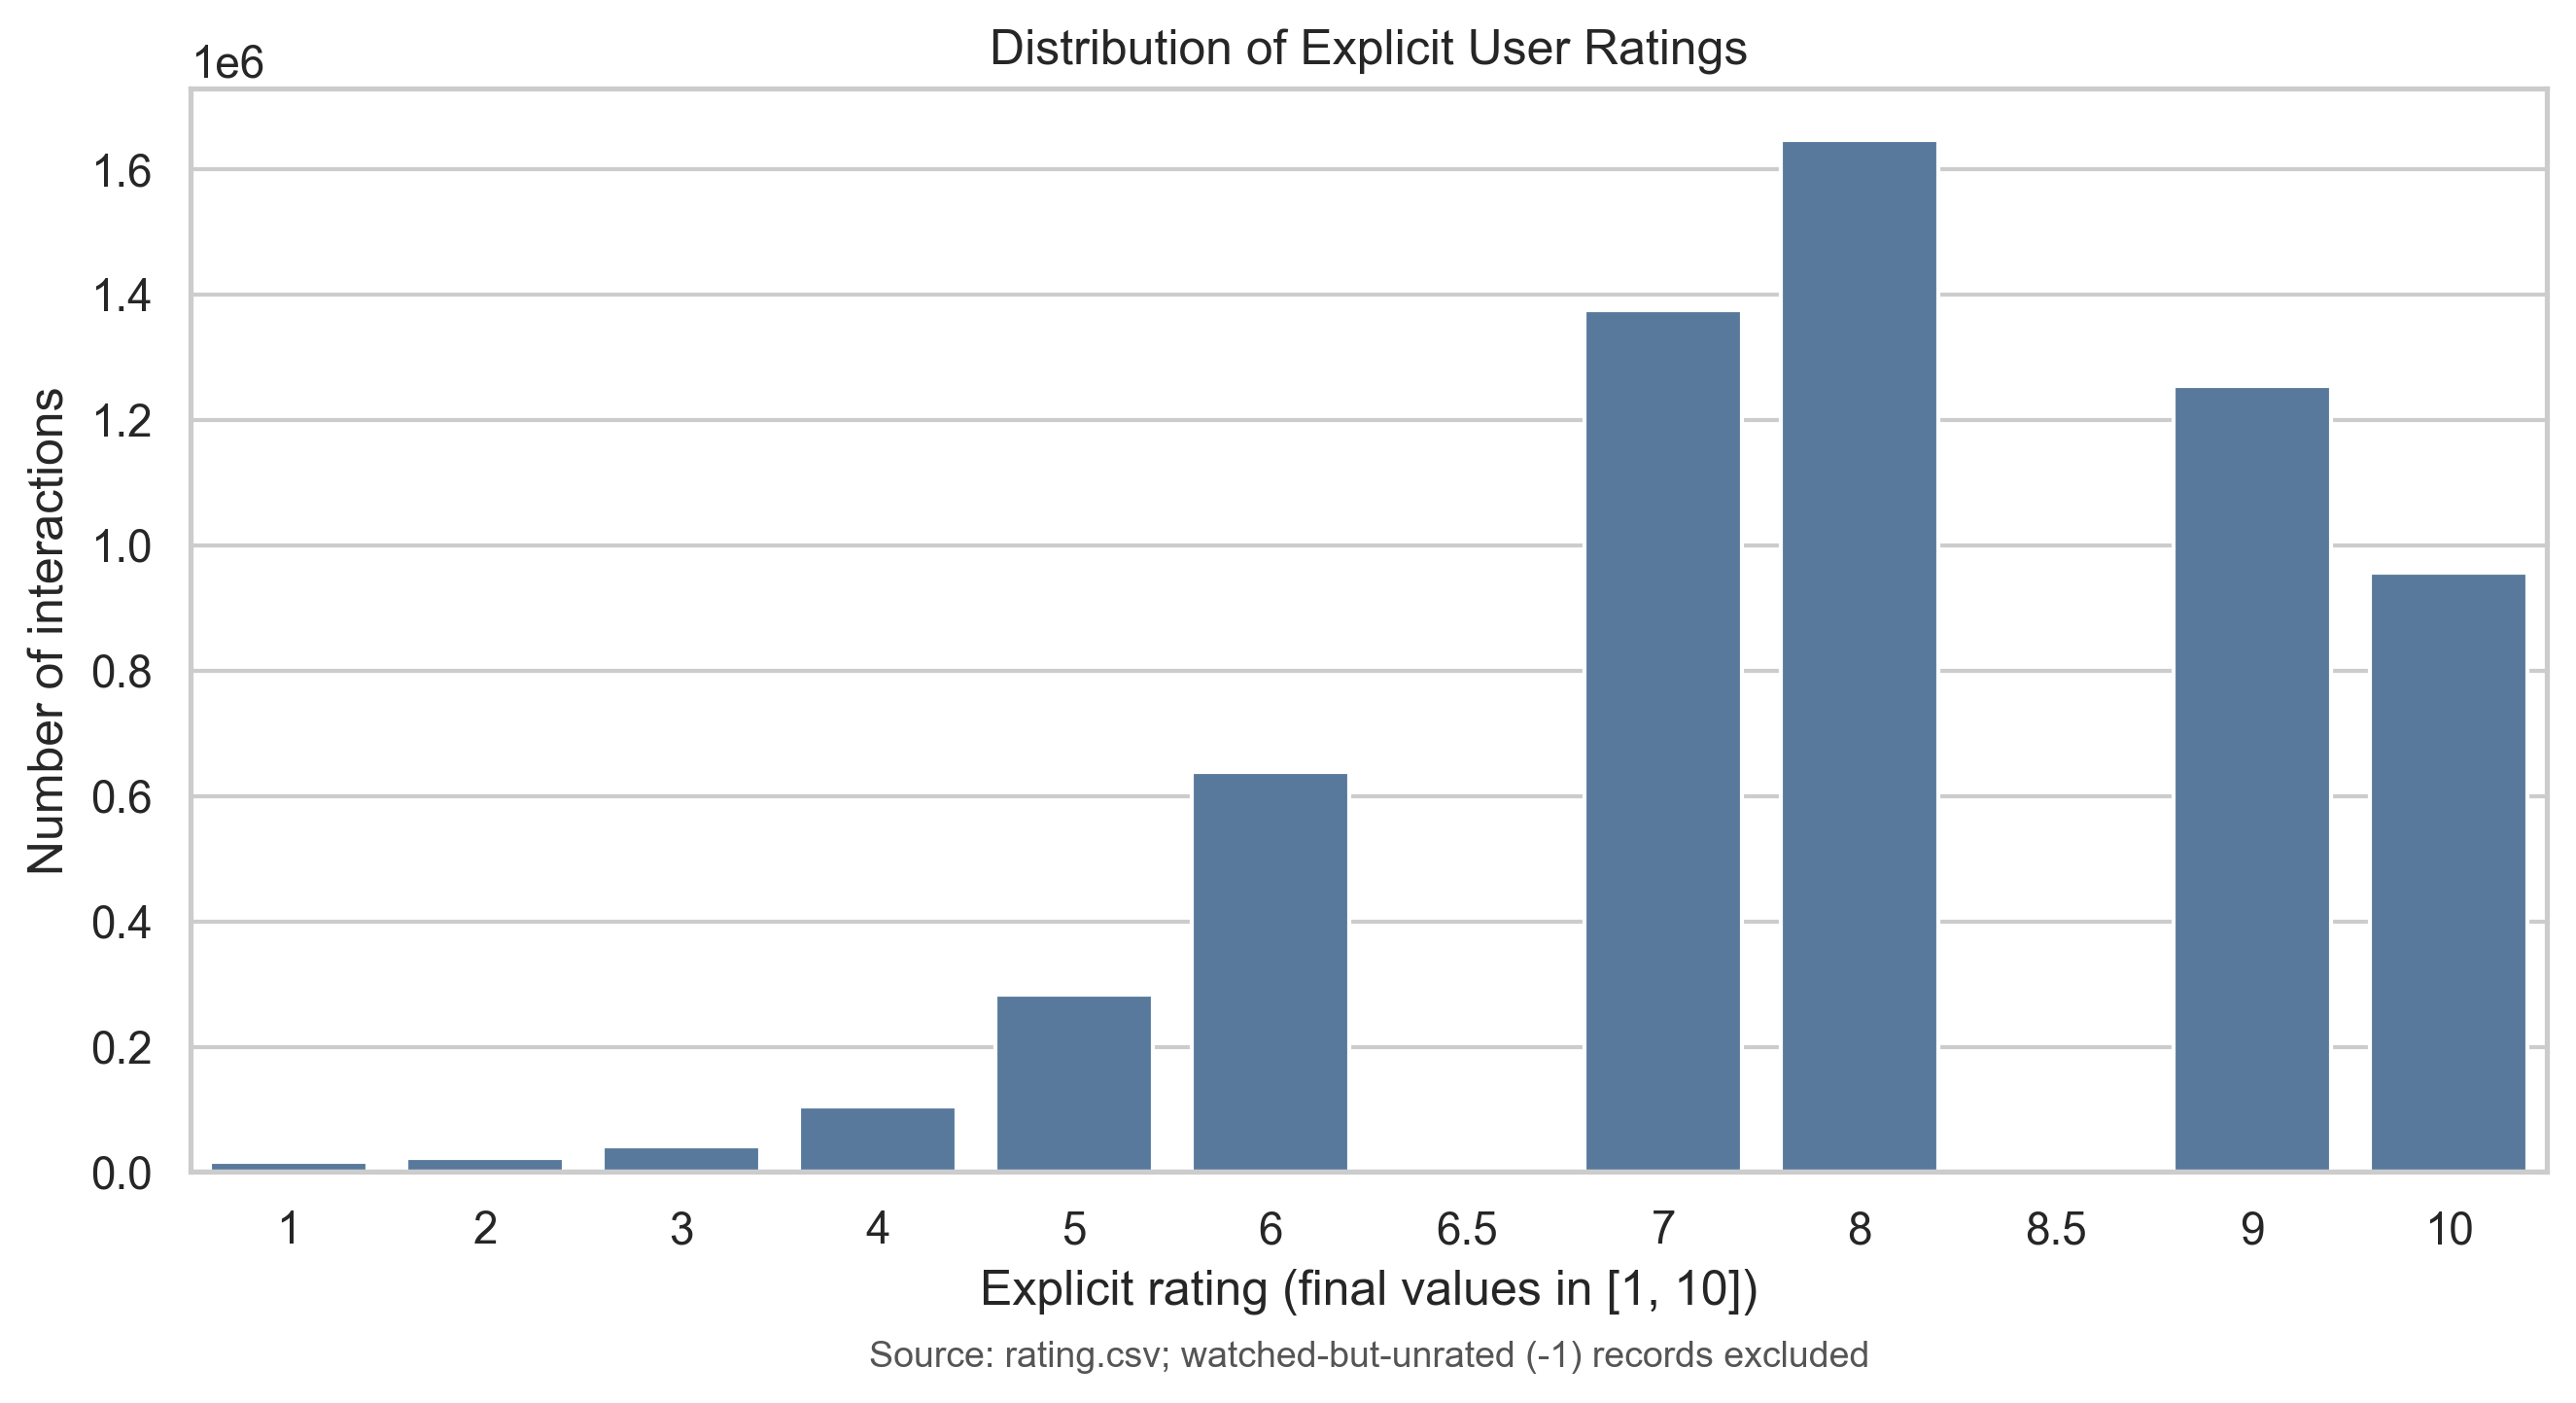 Distribution of Explicit User Ratings
1e6
1.6
1.4
1.2
1.0
0.8
0.6
0.4
0.2
0.0
Number of interactions
1 2 3 4 5 6 6.5 7 8 8.5 9 10
Explicit rating (final values in [1, 10])
Source: rating.csv; watched-but-unrated (-1) records excluded